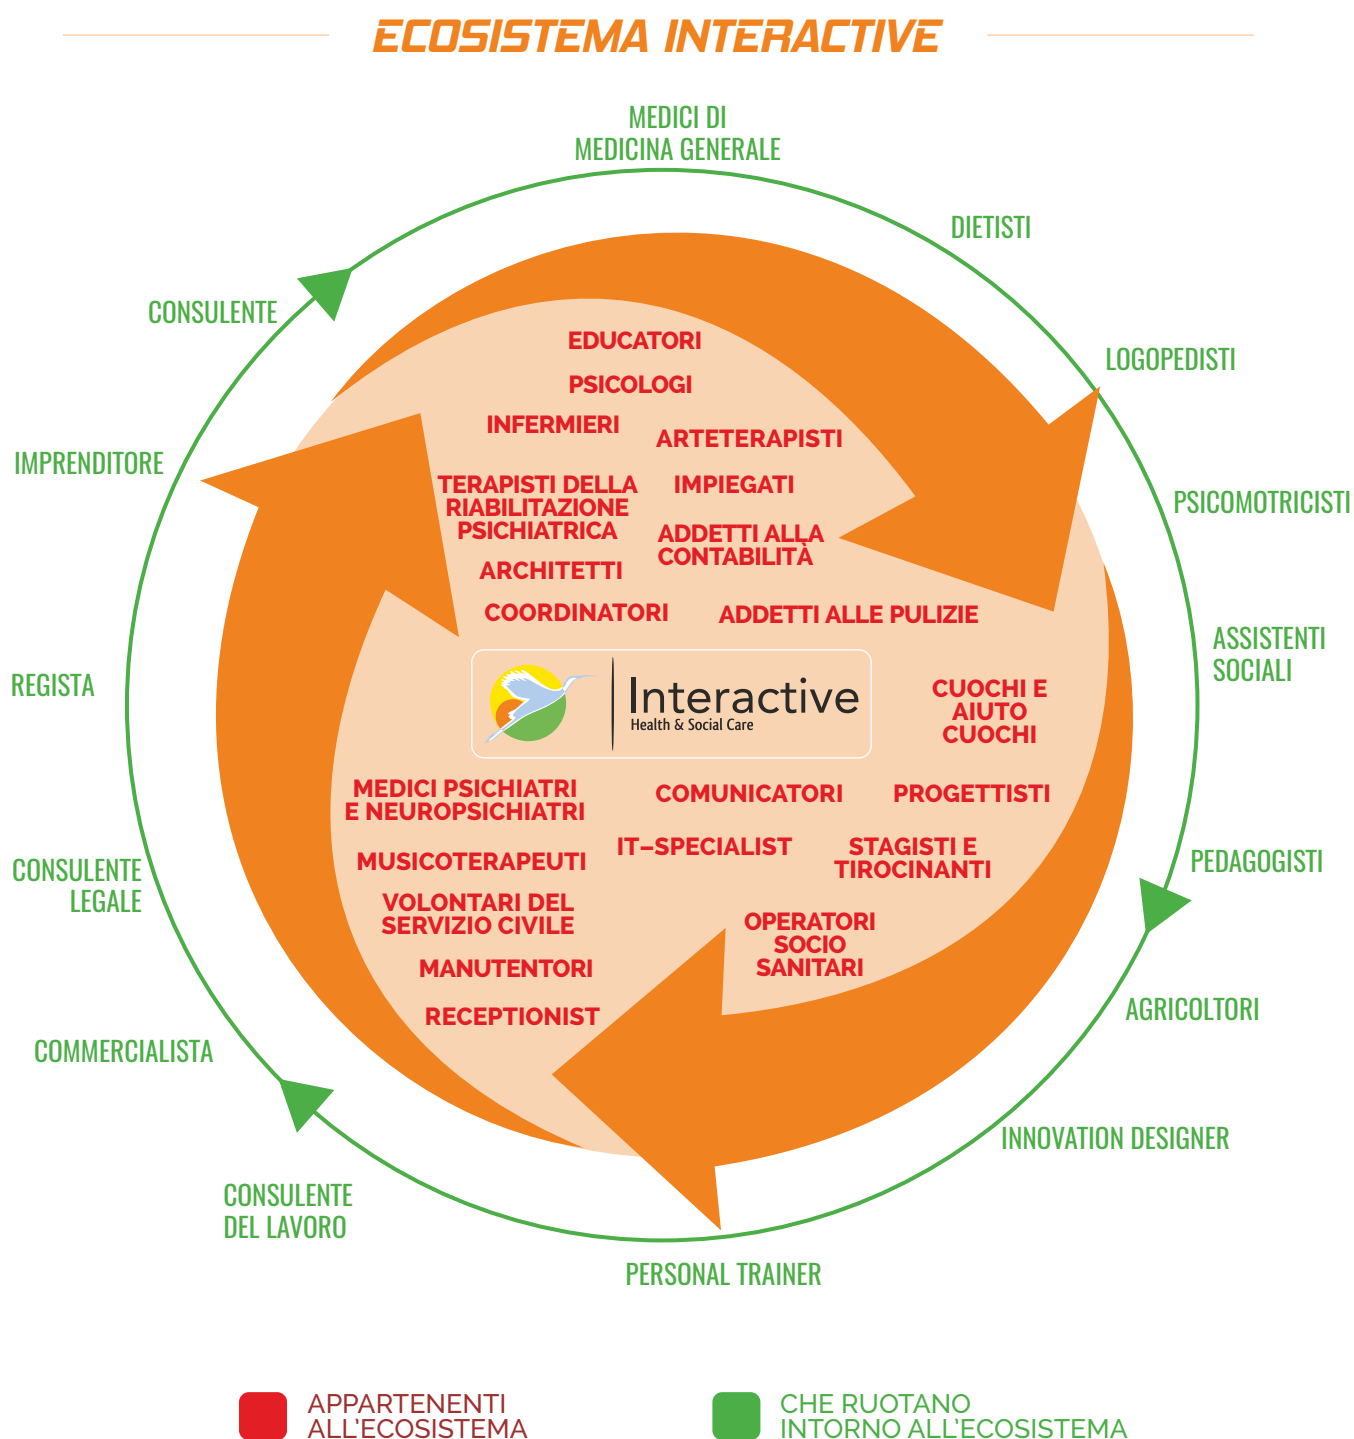 ECOSISTEMA INTERACTIVE
MEDICI DI
MEDICINA GENERALE
DIETISTI
LOGOPEDISTI
PSICOMOTRICISTI
ASSISTENTI
SOCIALI
PEDAGOGISTI
AGRICOLTORI
INNOVATION DESIGNER
PERSONAL TRAINER
CONSULENTE
DEL LAVORO
COMMERCIALISTA
CONSULENTE
LEGALE
REGISTA
IMPRENDITORE
CONSULENTE
EDUCATORI
PSICOLOGI
INFERMIERI
ARTETERAPISTI
TERAPISTI DELLA
RIABILITAZIONE
PSICHIATRICA
IMPIEGATI
ADDETTI ALLA
CONTABILITÀ
ARCHITETTI
COORDINATORI
ADDETTI ALLE PULIZIE
Interactive
Health & Social Care
CUOCHI E
AIUTO
CUOCHI
MEDICI PSICHIATRI
E NEUROPSICHIATRI
COMUNICATORI
PROGETTISTI
IT–SPECIALIST
STAGISTI E
TIROCINANTI
MUSICOTERAPEUTI
VOLONTARI DEL
SERVIZIO CIVILE
OPERATORI
SOCIO
SANITARI
MANUTENTORI
RECEPTIONIST
APPARTENENTI
ALL'ECOSISTEMA
CHE RUOTANO
INTORNO ALL'ECOSISTEMA